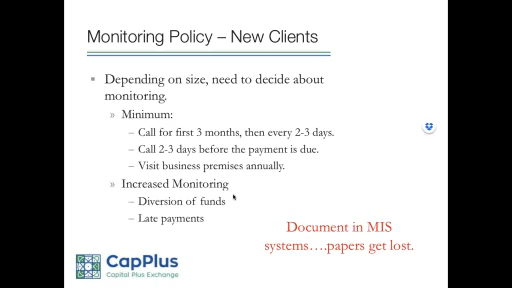 Monitoring Policy – New Clients
Depending on size, need to decide about
monitoring.
Minimum:
– Call for first 3 months, then every 2-3 days.
– Call 2-3 days before the payment is due.
– Visit business premises annually.
Increased Monitoring
– Diversion of funds
– Late payments
Document in MIS
systems….papers get lost.
CapPlus
Capital Plus Exchange